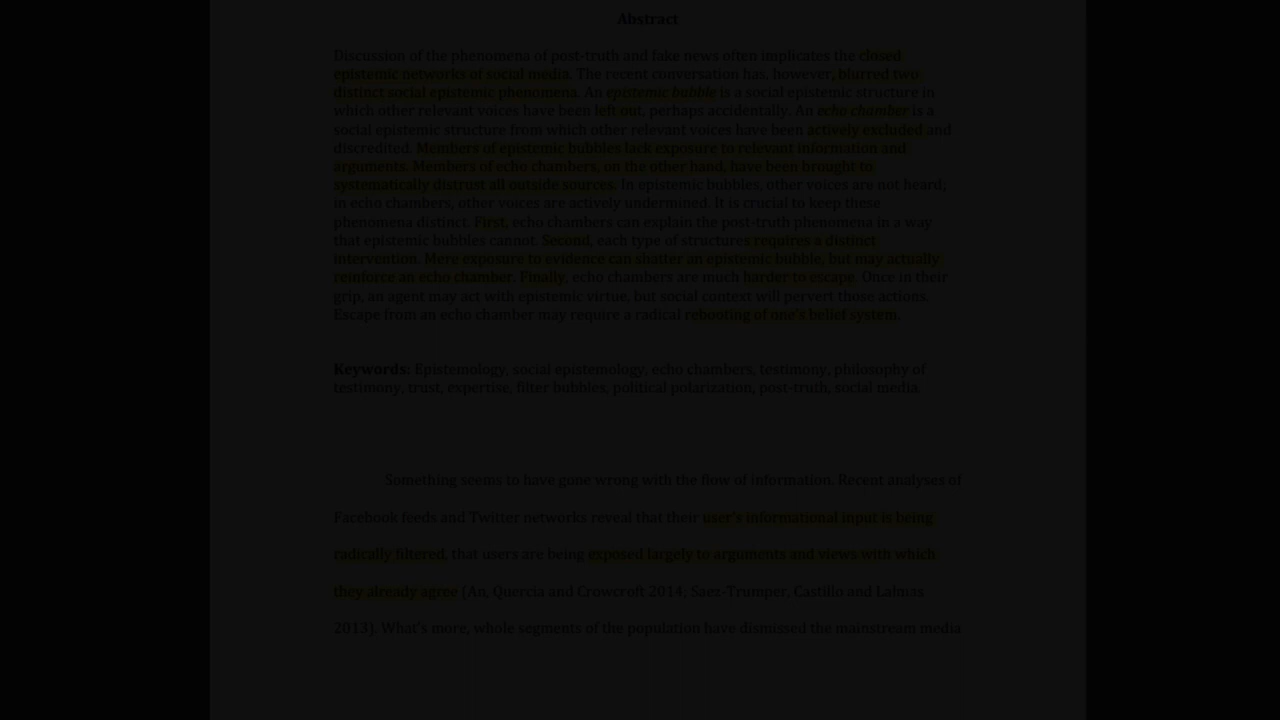 Abstract
Discussion of the phenomena of post-truth and fake news often implicates the closed
epistemic networks of social media. The recent conversation has, however, blurred two
distinct social epistemic phenomena. An epistemic bubble is a social epistemic structure in
which other relevant voices have been left out, perhaps accidentally. An echo chamber is a
social epistemic structure from which other relevant voices have been actively excluded and
discredited. Members of epistemic bubbles lack exposure to relevant information and
arguments. Members of echo chambers, on the other hand, have been brought to
systematically distrust all outside sources. In epistemic bubbles, other voices are not heard;
in echo chambers, other voices are actively undermined. It is crucial to keep these
phenomena distinct. First, echo chambers can explain the post-truth phenomena in a way
that epistemic bubbles cannot. Second, each type of structures requires a distinct
intervention. Mere exposure to evidence can shatter an epistemic bubble, but may actually
reinforce an echo chamber. Finally, echo chambers are much harder to escape. Once in their
grip, an agent may act with epistemic virtue, but social context will pervert those actions.
Escape from an echo chamber may require a radical rebooting of one's belief system.
Keywords: Epistemology, social epistemology, echo chambers, testimony, philosophy of
testimony, trust, expertise, filter bubbles, political polarization, post-truth, social media.
Something seems to have gone wrong with the flow of information. Recent analyses of
Facebook feeds and Twitter networks reveal that their user's informational input is being
radically filtered, that users are being exposed largely to arguments and views with which
they already agree (An, Quercia and Crowcroft 2014; Saez-Trumper, Castillo and Lalmas
2013). What's more, whole segments of the population have dismissed the mainstream media